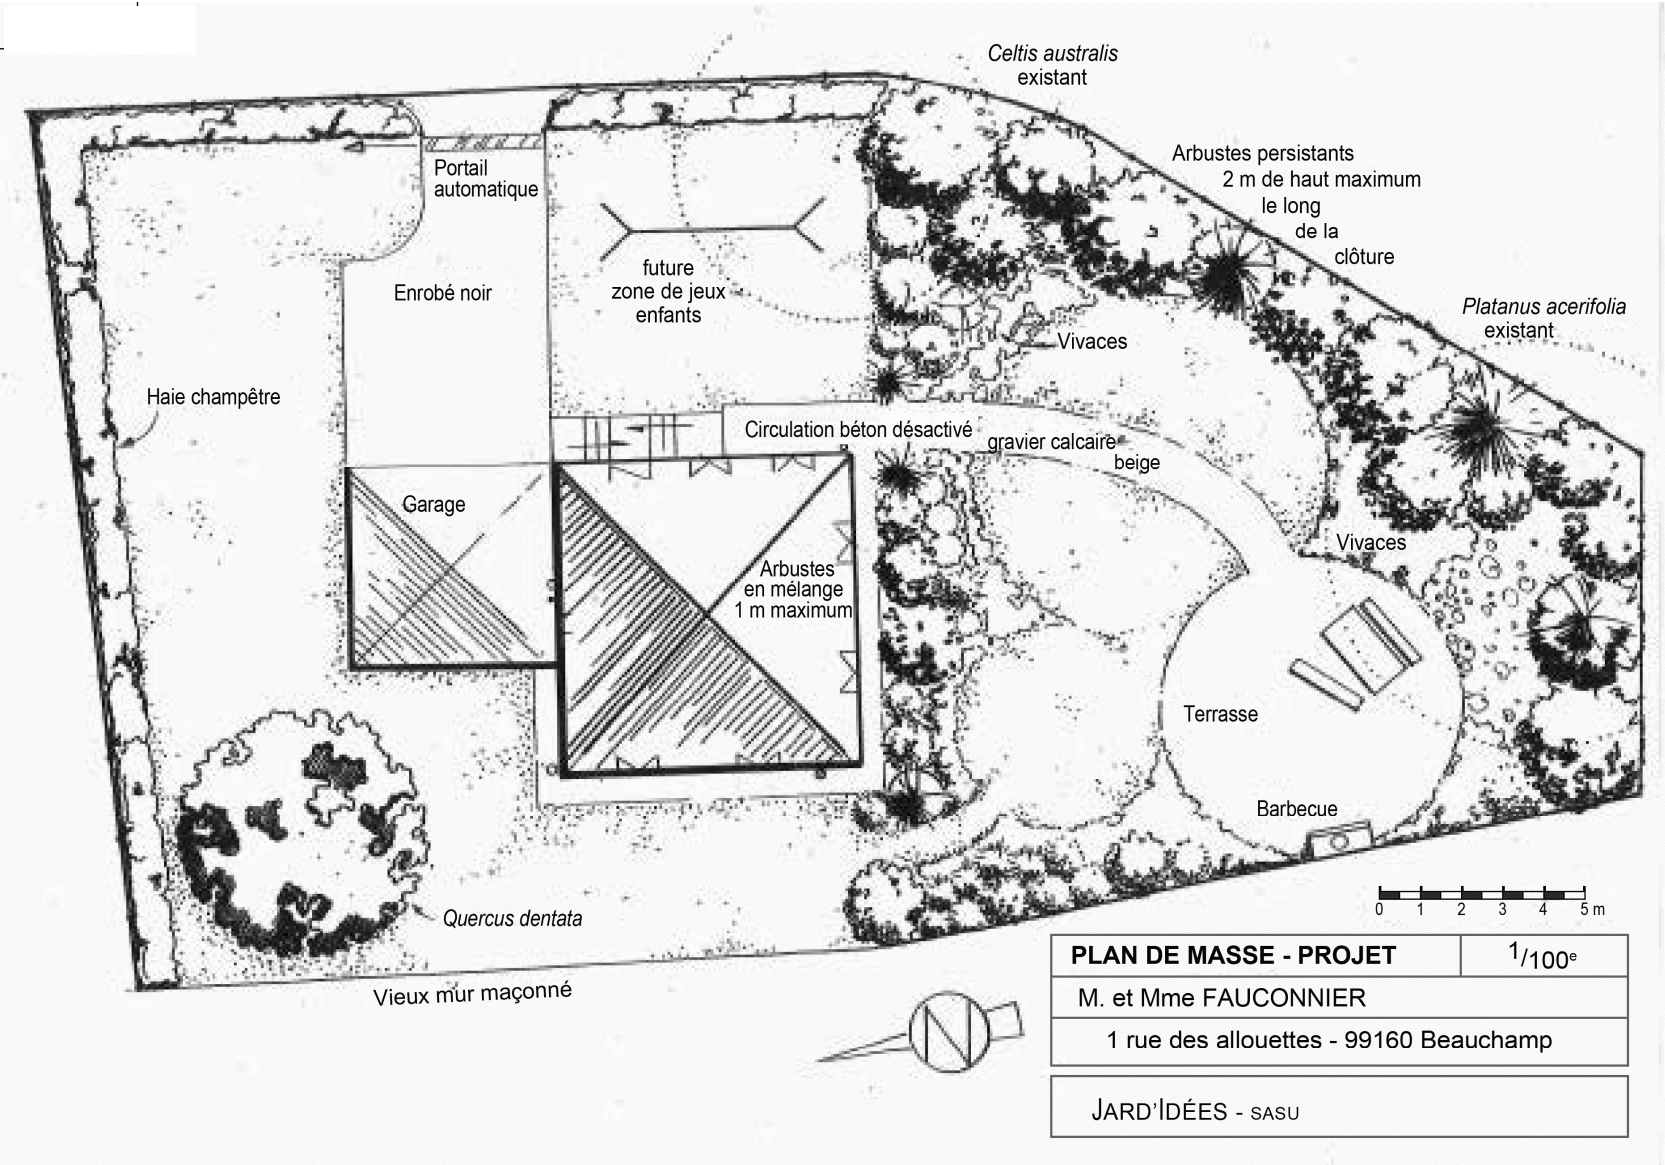 Celtis australis
existant
Arbustes persistants
2 m de haut maximum
le long
de la
clôture
Portail
automatique
Enrobé noir
future
zone de jeux
enfants
Platanus acerifolia
existant
Vivaces
Haie champêtre
Circulation béton désactivé
gravier calcaire
beige
Garage
Vivaces
Arbustes
en mélange
1 m maximum
Terrasse
Barbecue
Quercus dentata
Vieux mur maçonné
0 1 2 3 4 5 m
PLAN DE MASSE - PROJET
1/100e
M. et Mme FAUCONNIER
1 rue des allouettes - 99160 Beauchamp
JARD'IDÉES - SASU
N